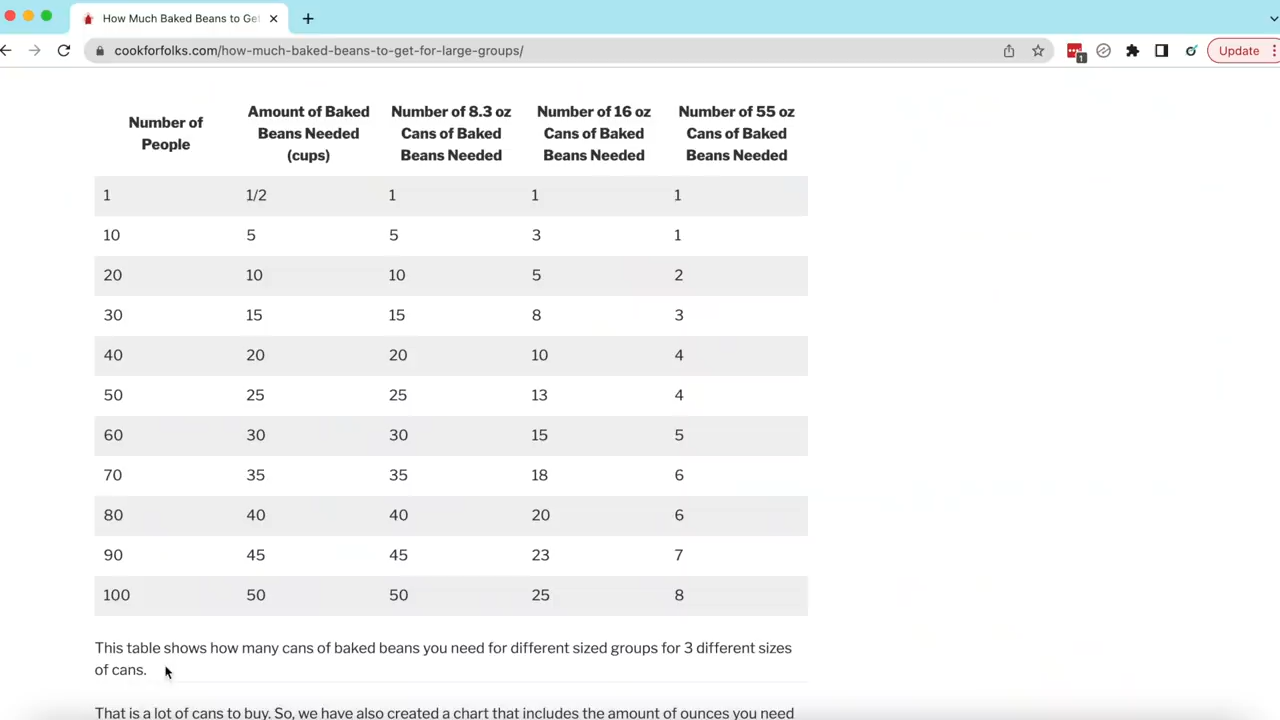 How Much Baked Beans to Get
cookforfolks.com/how-much-baked-beans-to-get-for-large-groups/
1
Update
Number of People
Amount of Baked Beans Needed (cups)
Number of 8.3 oz Cans of Baked Beans Needed
Number of 16 oz Cans of Baked Beans Needed
Number of 55 oz Cans of Baked Beans Needed
1 1/2 1 1 1
10 5 5 3 1
20 10 10 5 2
30 15 15 8 3
40 20 20 10 4
50 25 25 13 4
60 30 30 15 5
70 35 35 18 6
80 40 40 20 6
90 45 45 23 7
100 50 50 25 8
This table shows how many cans of baked beans you need for different sized groups for 3 different sizes
of cans.
That is a lot of cans to buy. So, we have also created a chart that includes the amount of ounces you need